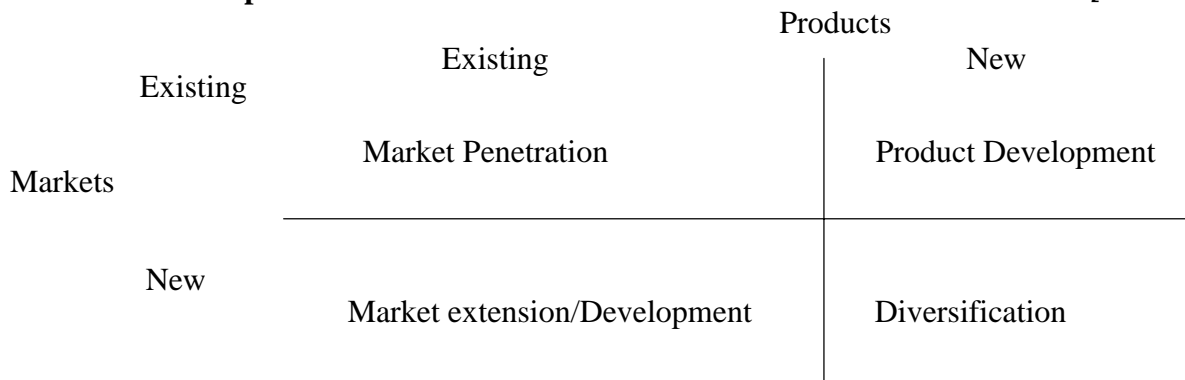 Products
Existing New
Existing
Market Penetration Product Development
Markets
New
Market extension/Development Diversification